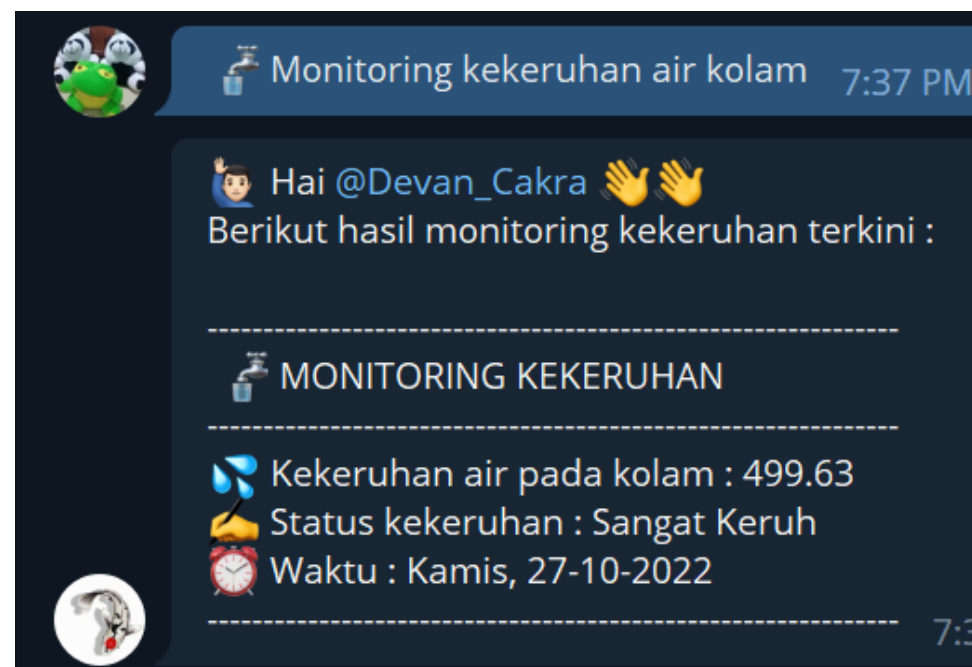 Monitoring kekeruhan air kolam 7:37 PM
Hai @Devan_Cakra
Berikut hasil monitoring kekeruhan terkini :
------------------------------------------------------------
MONITORING KEKERUHAN
------------------------------------------------------------
Kekeruhan air pada kolam : 499.63
Status kekeruhan : Sangat Keruh
Waktu : Kamis, 27-10-2022
------------------------------------------------------------